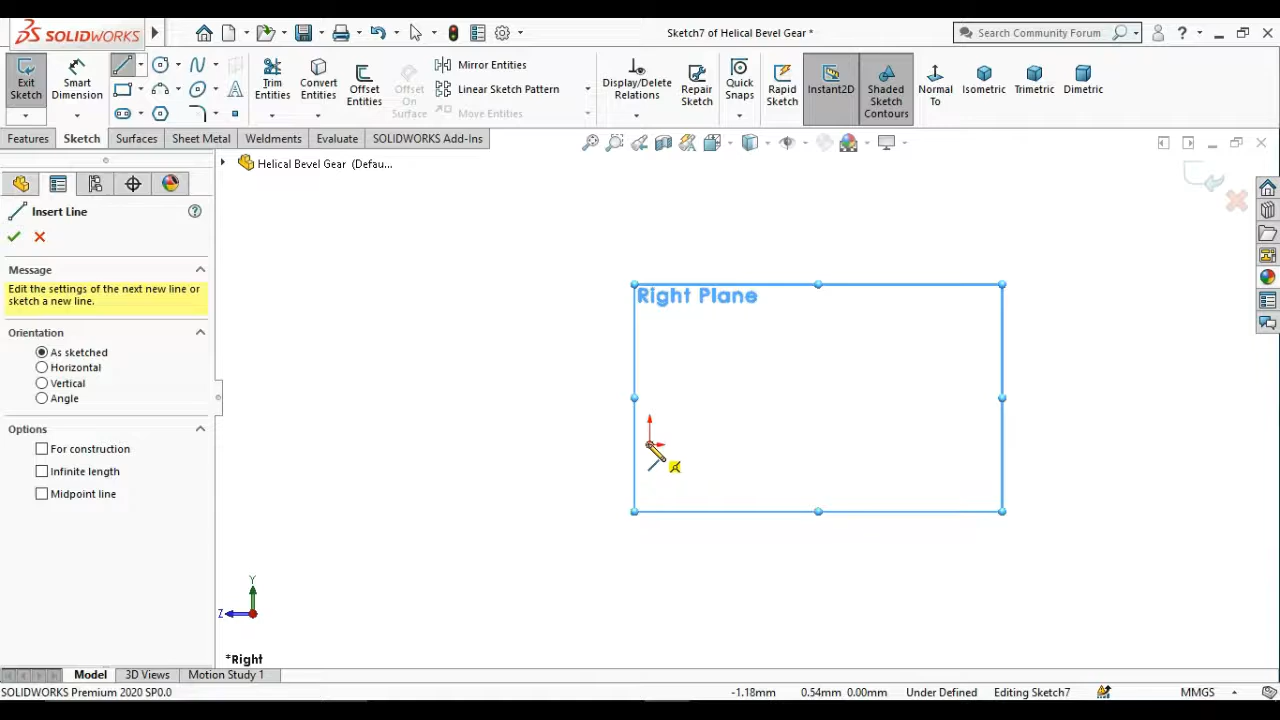 SOLIDWORKS
Sketch7 of Helical Bevel Gear *
Search Community Forum
?
Exit Sketch
Smart Dimension
Trim Entities
Convert Entities
Offset Entities
Offset On Surface
Mirror Entities
Linear Sketch Pattern
Move Entities
Display/Delete Relations
Repair Sketch
Quick Snaps
Rapid Sketch
Instant2D
Shaded Sketch Contours
Normal To
Isometric
Trimetric
Dimetric
Features
Sketch
Surfaces
Sheet Metal
Weldments
Evaluate
SOLIDWORKS Add-Ins
Helical Bevel Gear (Defau...
Insert Line
?
Message
Edit the settings of the next new line or
sketch a new line.
Orientation
As sketched
Horizontal
Vertical
Angle
Options
For construction
Infinite length
Midpoint line
Right Plane
Y
Z
*Right
Model
3D Views
Motion Study 1
SOLIDWORKS Premium 2020 SP0.0
-1.18mm
0.54mm 0.00mm
Under Defined
Editing Sketch7
MMGS